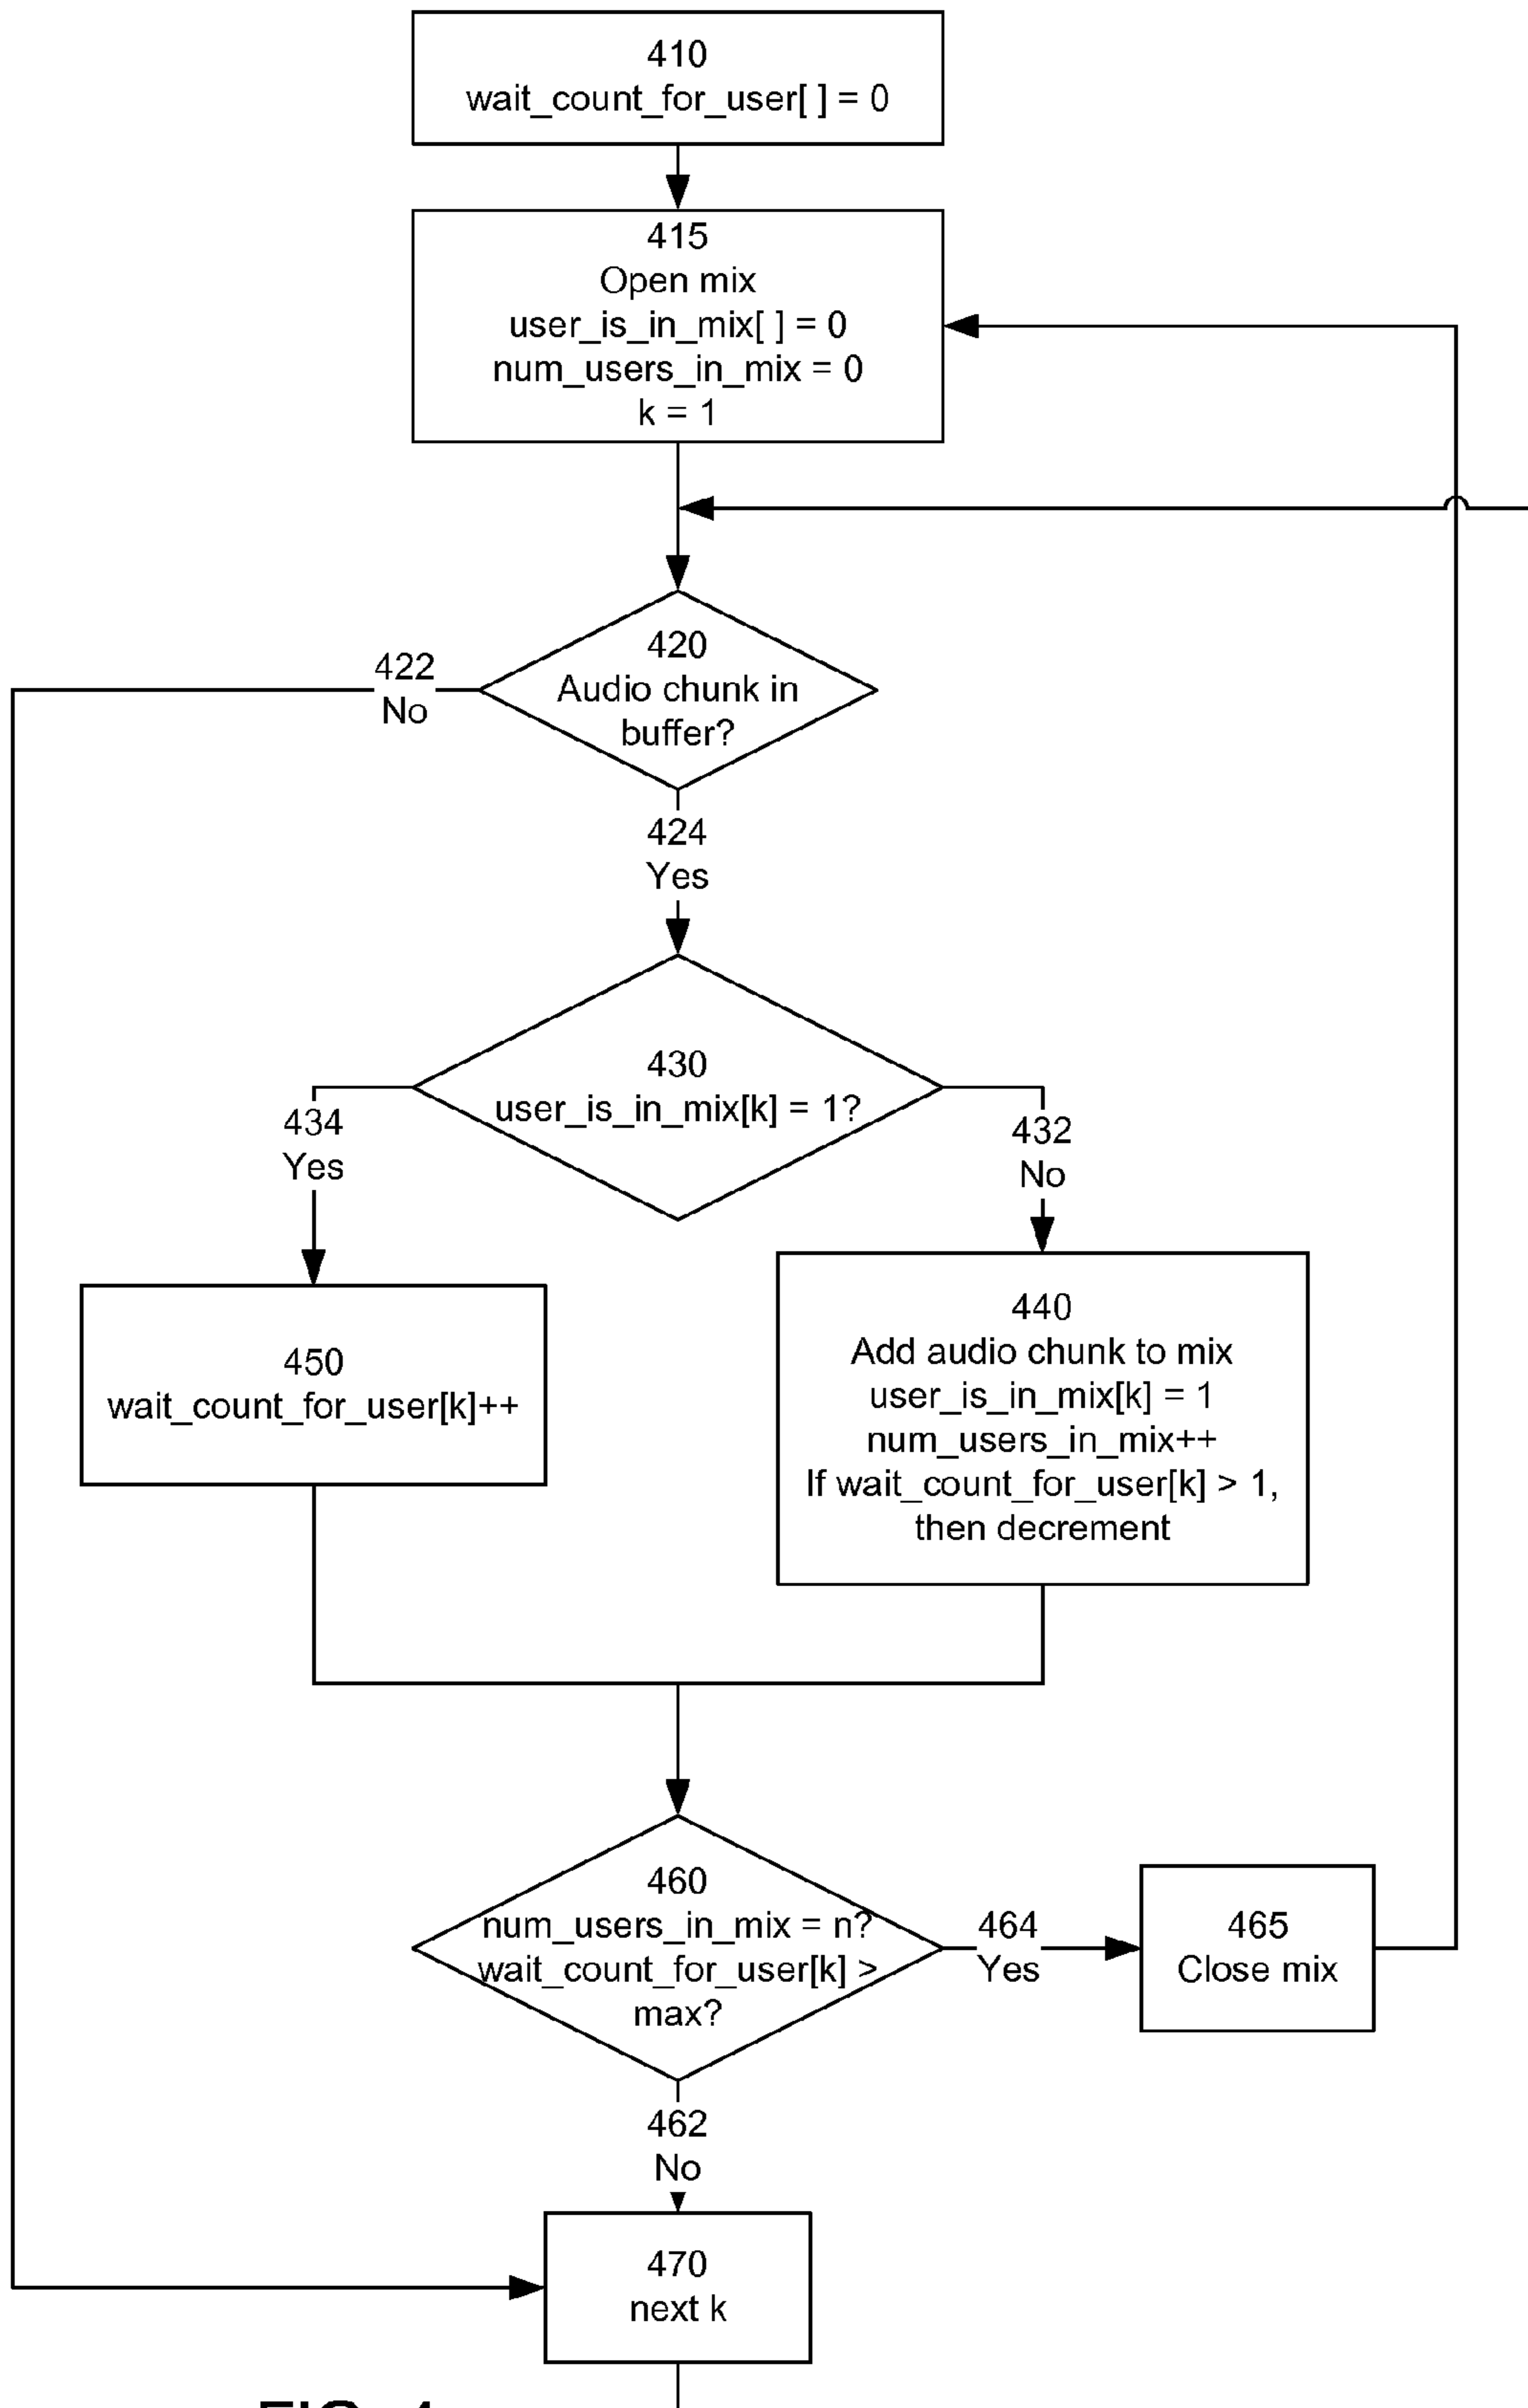 410
wait_count_for_user[ ] = 0
415
Open mix
user_is_in_mix[ ] = 0
num_users_in_mix = 0
k = 1
420
Audio chunk in
buffer?
422
No
424
Yes
430
user_is_in_mix[k] = 1?
434
Yes
432
No
450
wait_count_for_user[k]++
440
Add audio chunk to mix
user_is_in_mix[k] = 1
num_users_in_mix++
If wait_count_for_user[k] > 1,
then decrement
460
num_users_in_mix = n?
wait_count_for_user[k] >
max?
464
Yes
465
Close mix
462
No
470
next k